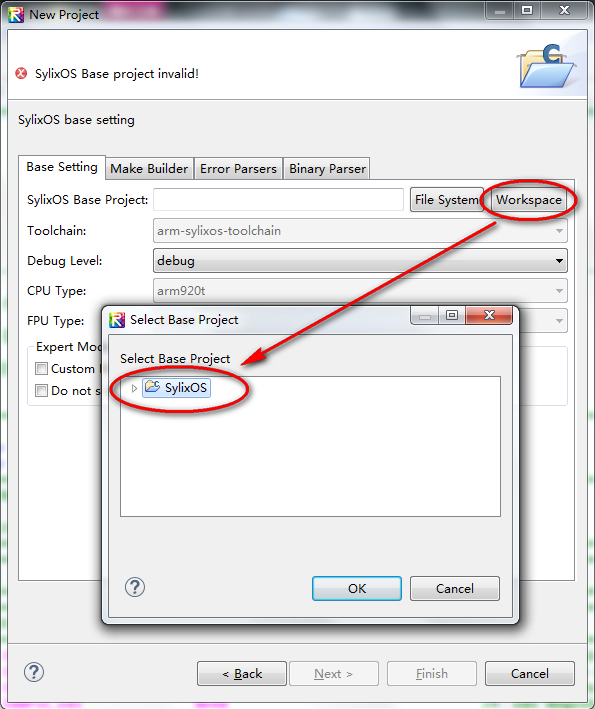 New Project
SylixOS Base project invalid!
SylixOS base setting
Base Setting Make Builder Error Parsers Binary Parser
SylixOS Base Project: File System Workspace
Toolchain: arm-sylixos-toolchain
Debug Level: debug
CPU Type: arm920t
FPU Type:
Expert Mod
Custom
Do not s
Select Base Project
Select Base Project
SylixOS
OK Cancel
< Back Next > Finish Cancel